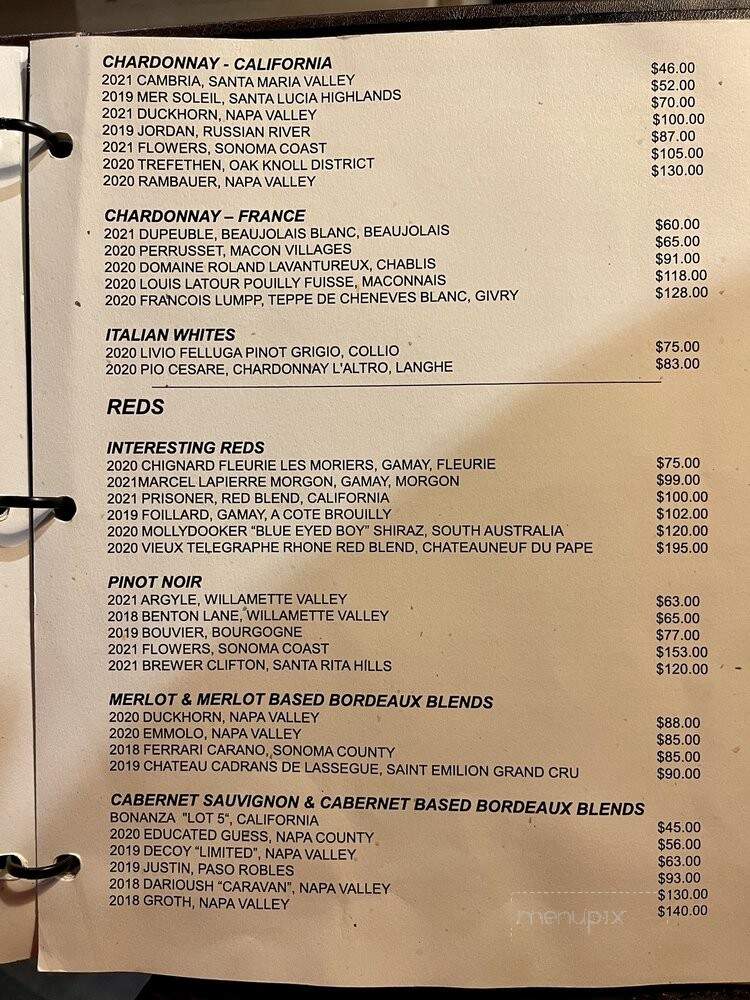 CHARDONNAY - CALIFORNIA
2021 CAMBRIA, SANTA MARIA VALLEY $46.00
2019 MER SOLEIL, SANTA LUCIA HIGHLANDS $52.00
2021 DUCKHORN, NAPA VALLEY $70.00
2019 JORDAN, RUSSIAN RIVER $100.00
2021 FLOWERS, SONOMA COAST $87.00
2020 TREFETHEN, OAK KNOLL DISTRICT $105.00
2020 RAMBAUER, NAPA VALLEY $130.00
CHARDONNAY – FRANCE
2021 DUPEUBLE, BEAUJOLAIS BLANC, BEAUJOLAIS $60.00
2020 PERRUSSET, MACON VILLAGES $65.00
2020 DOMAINE ROLAND LAVANTUREUX, CHABLIS $91.00
2020 LOUIS LATOUR POUILLY FUISSE, MACONNAIS $118.00
2020 FRANCOIS LUMPP, TEPPE DE CHENEVES BLANC, GIVRY $128.00
ITALIAN WHITES
2020 LIVIO FELLUGA PINOT GRIGIO, COLLIO $75.00
2020 PIO CESARE, CHARDONNAY L'ALTRO, LANGHE $83.00
REDS
INTERESTING REDS
2020 CHIGNARD FLEURIE LES MORIERS, GAMAY, FLEURIE $75.00
2021MARCEL LAPIERRE MORGON, GAMAY, MORGON $99.00
2021 PRISONER, RED BLEND, CALIFORNIA $100.00
2019 FOILLARD, GAMAY, A COTE BROUILLY $102.00
2020 MOLLYDOOKER “BLUE EYED BOY” SHIRAZ, SOUTH AUSTRALIA $120.00
2020 VIEUX TELEGRAPHE RHONE RED BLEND, CHATEAUNEUF DU PAPE $195.00
PINOT NOIR
2021 ARGYLE, WILLAMETTE VALLEY $63.00
2018 BENTON LANE, WILLAMETTE VALLEY $65.00
2019 BOUVIER, BOURGOGNE $77.00
2021 FLOWERS, SONOMA COAST $153.00
2021 BREWER CLIFTON, SANTA RITA HILLS $120.00
MERLOT & MERLOT BASED BORDEAUX BLENDS
2020 DUCKHORN, NAPA VALLEY $88.00
2020 EMMOLO, NAPA VALLEY $85.00
2018 FERRARI CARANO, SONOMA COUNTY $85.00
2019 CHATEAU CADRANS DE LASSEGUE, SAINT EMILION GRAND CRU $90.00
CABERNET SAUVIGNON & CABERNET BASED BORDEAUX BLENDS
BONANZA "LOT 5“, CALIFORNIA $45.00
2020 EDUCATED GUESS, NAPA COUNTY $56.00
2019 DECOY “LIMITED”, NAPA VALLEY $63.00
2019 JUSTIN, PASO ROBLES $93.00
2018 DARIOUSH “CARAVAN”, NAPA VALLEY $130.00
2018 GROTH, NAPA VALLEY $140.00
menupix